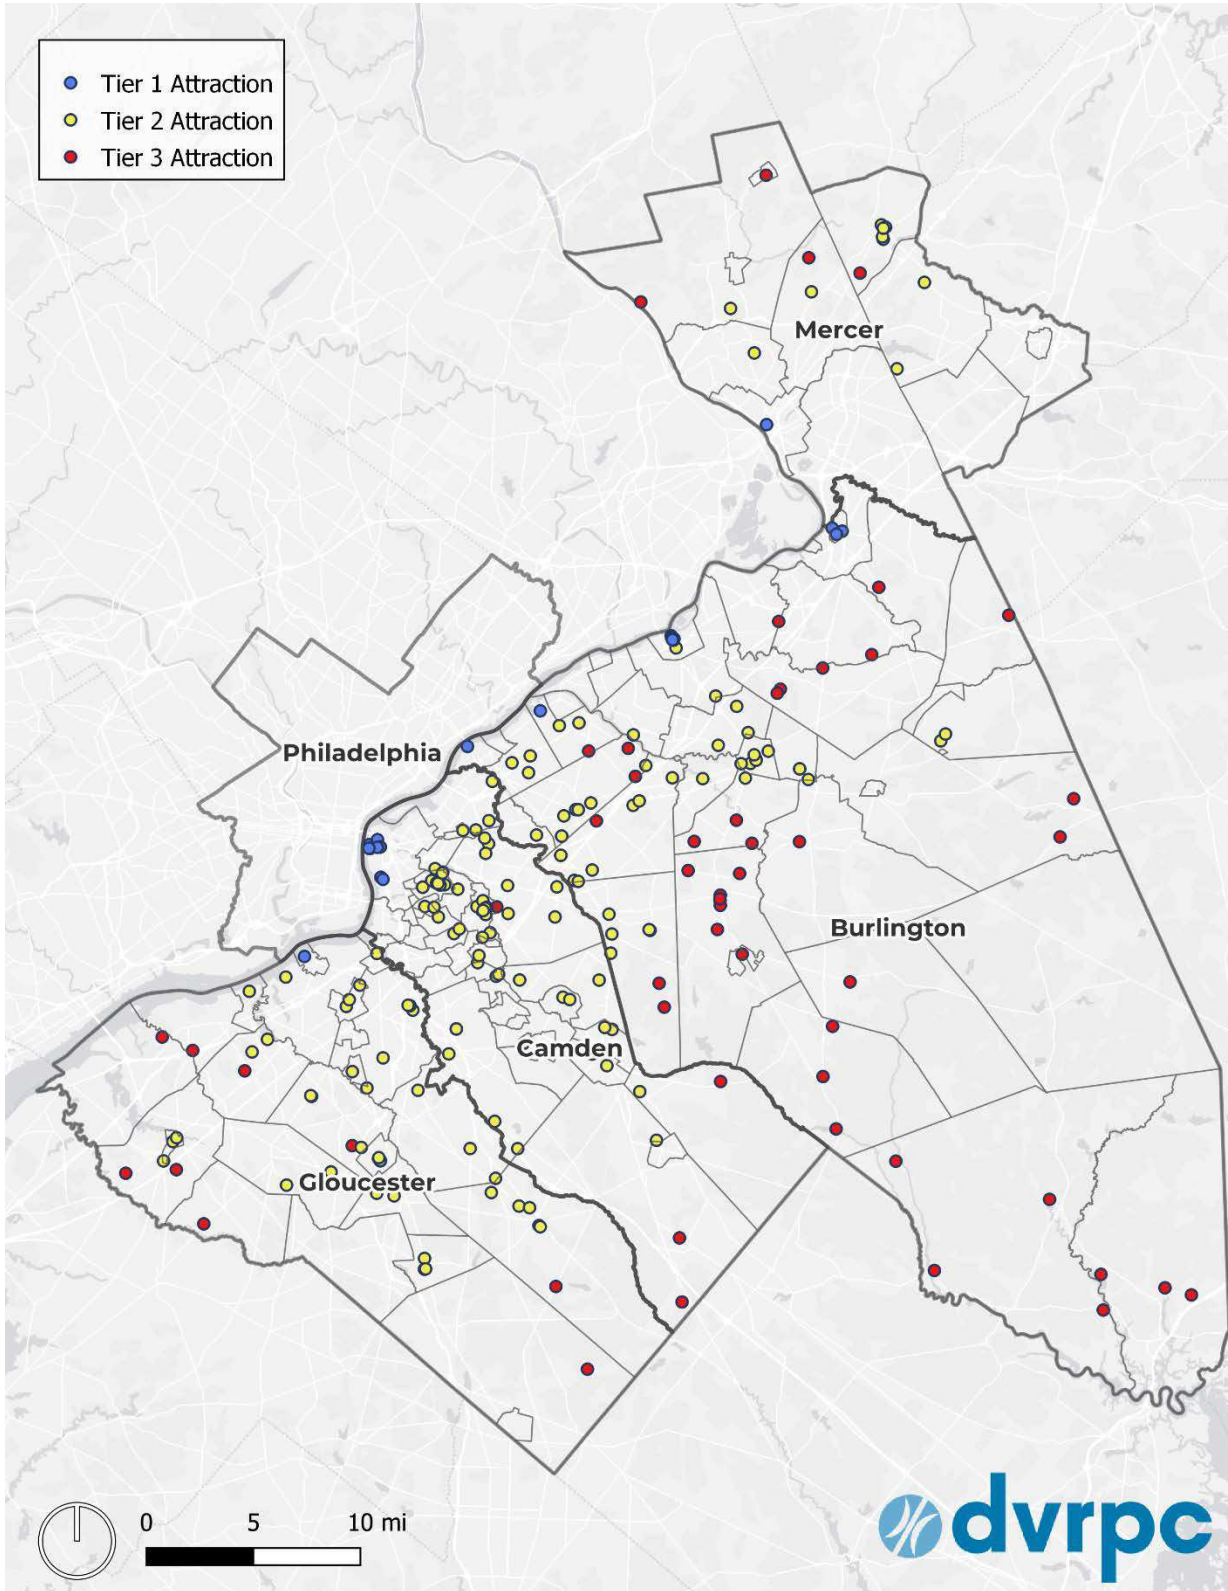 Tier 1 Attraction
Tier 2 Attraction
Tier 3 Attraction
Mercer
Philadelphia
Burlington
Camden
Gloucester
0 5 10 mi
dvrpc